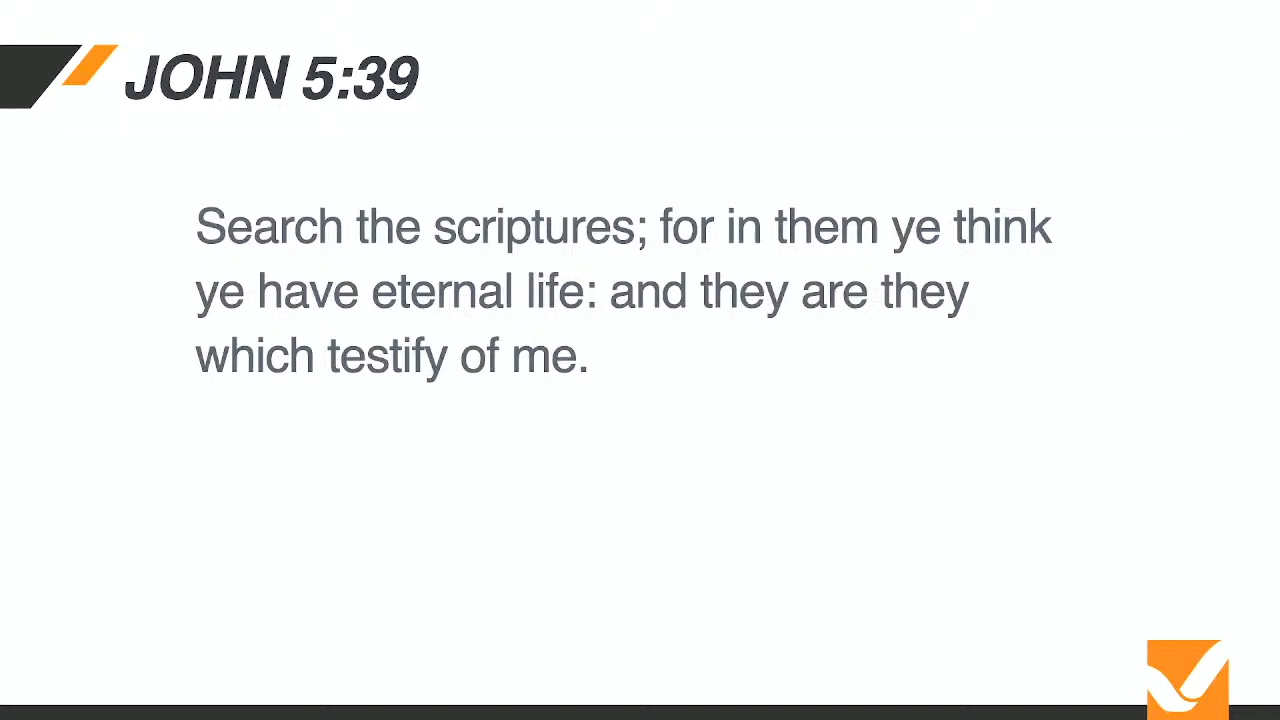 JOHN 5:39
Search the scriptures; for in them ye think
ye have eternal life: and they are they
which testify of me.